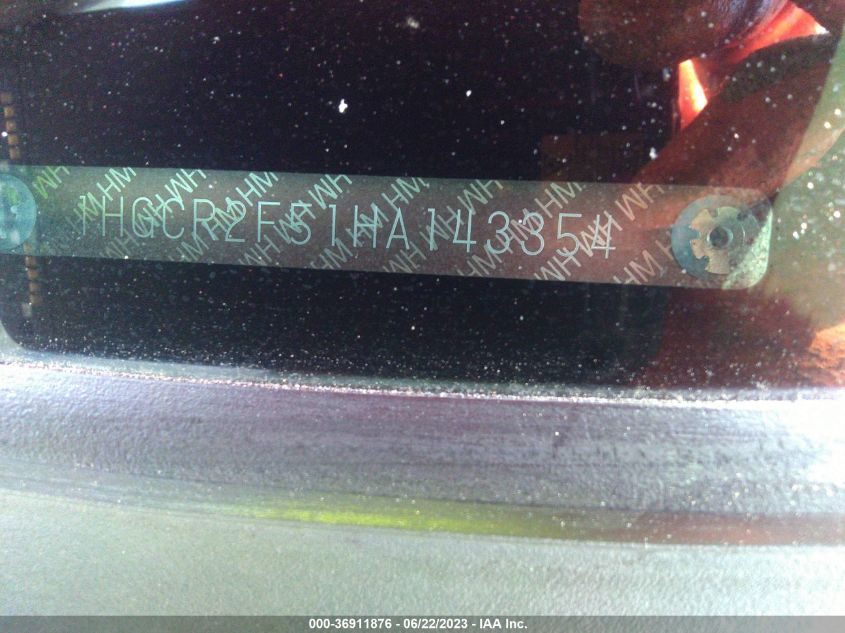 1HGCR2F51HA143354
000-36911876 - 06/22/2023 - IAA Inc.